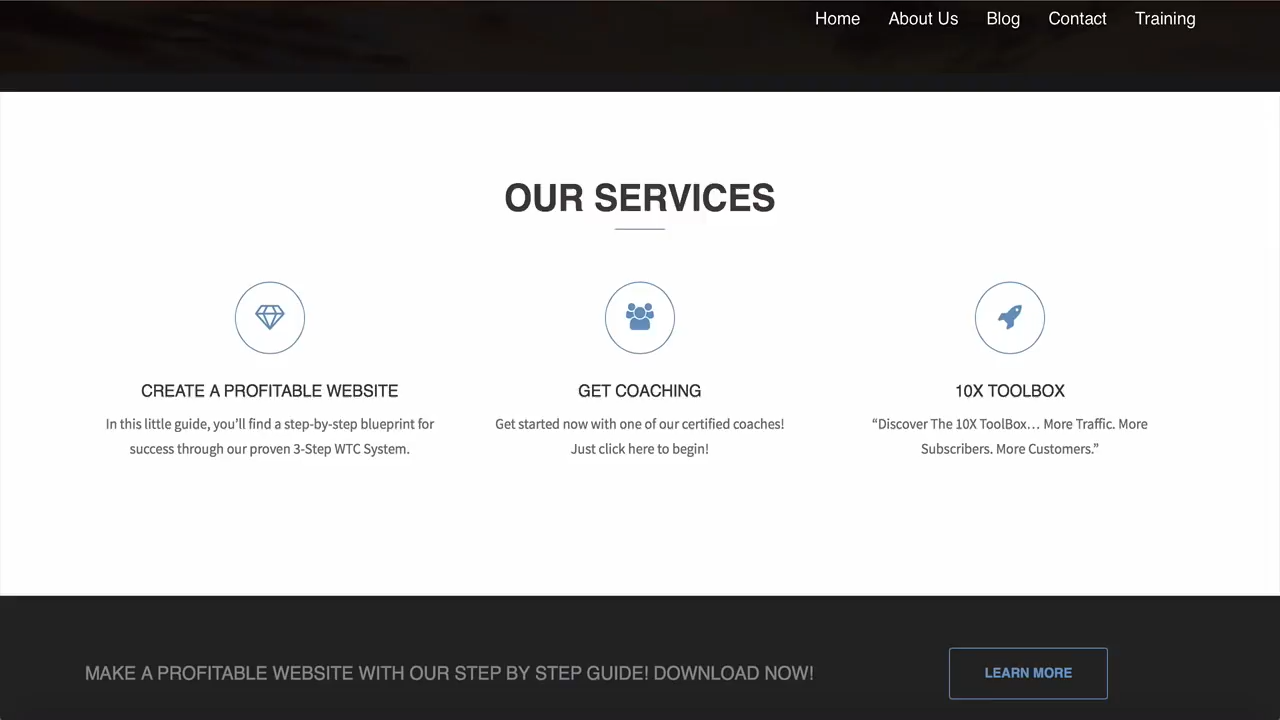 Home About Us Blog Contact Training
OUR SERVICES
CREATE A PROFITABLE WEBSITE
In this little guide, you’ll find a step-by-step blueprint for
success through our proven 3-Step WTC System.
GET COACHING
Get started now with one of our certified coaches!
Just click here to begin!
10X TOOLBOX
“Discover The 10X ToolBox… More Traffic. More
Subscribers. More Customers.”
MAKE A PROFITABLE WEBSITE WITH OUR STEP BY STEP GUIDE! DOWNLOAD NOW!
LEARN MORE